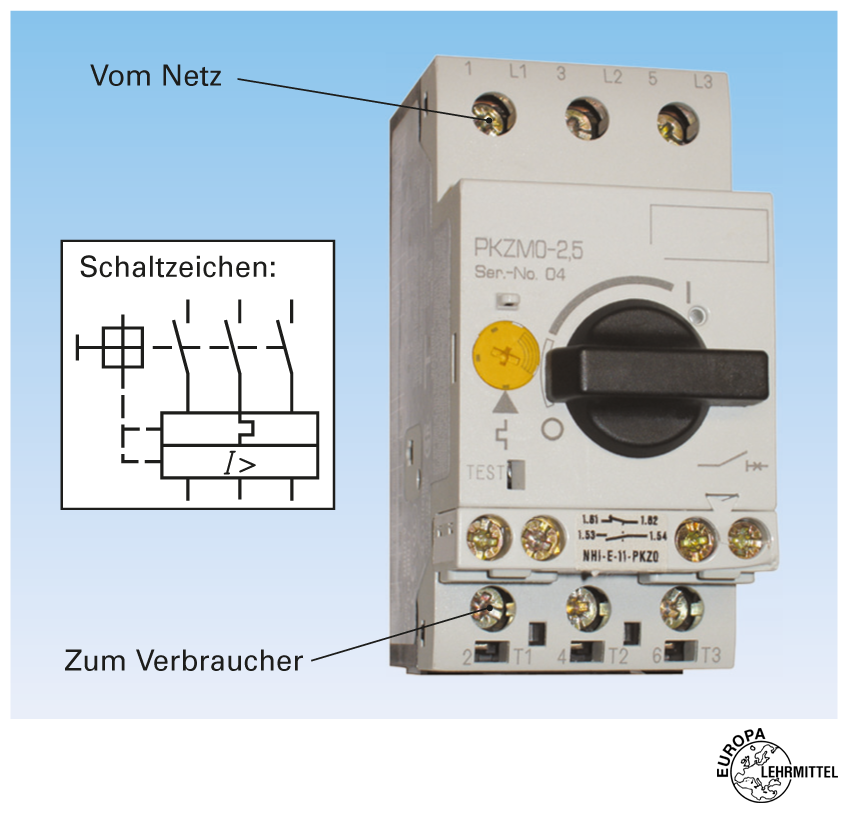 Vom Netz
1 L1 3 L2 5 L3
PKZM0-2,5
Ser.-No. 04
Schaltzeichen:
I
I>
O
TEST
1.61 1.62
1.53 1.54
NHI-E-11-PKZ0
Zum Verbraucher
2 T1 4 T2 6 T3
EUROPA
LEHRMITTEL